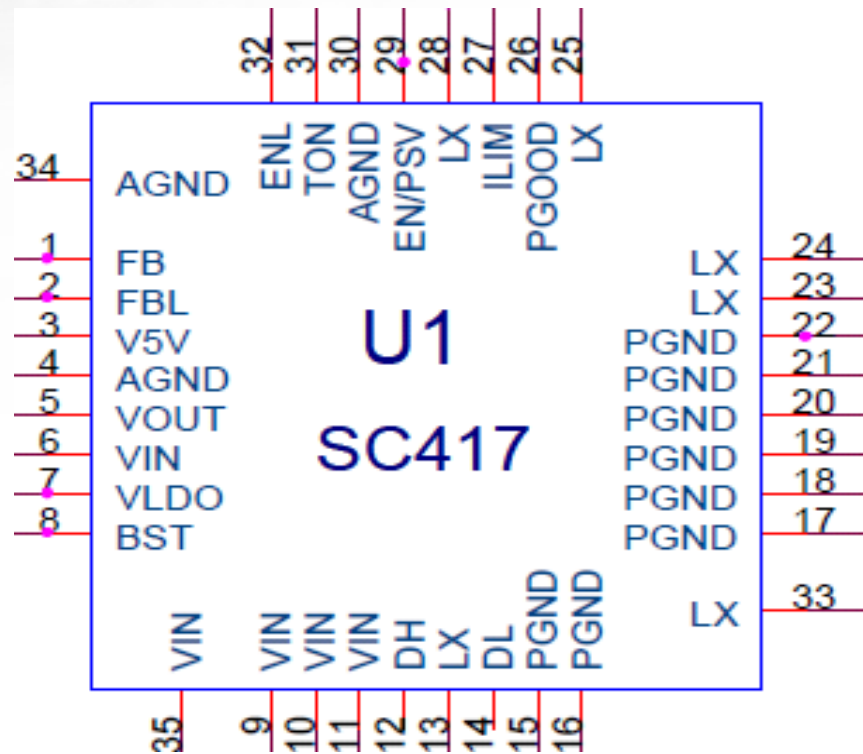 32 31 30 29 28 27 26 25
ENL TON AGND EN/PSV LX ILIM PGOOD LX
34 AGND
1 FB
2 FBL
3 V5V
4 AGND
5 VOUT
6 VIN
7 VLDO
8 BST
U1
SC417
LX 24
LX 23
PGND 22
PGND 21
PGND 20
PGND 19
PGND 18
PGND 17
LX 33
VIN VIN VIN VIN DH LX DL PGND PGND
35 9 10 11 12 13 14 15 16